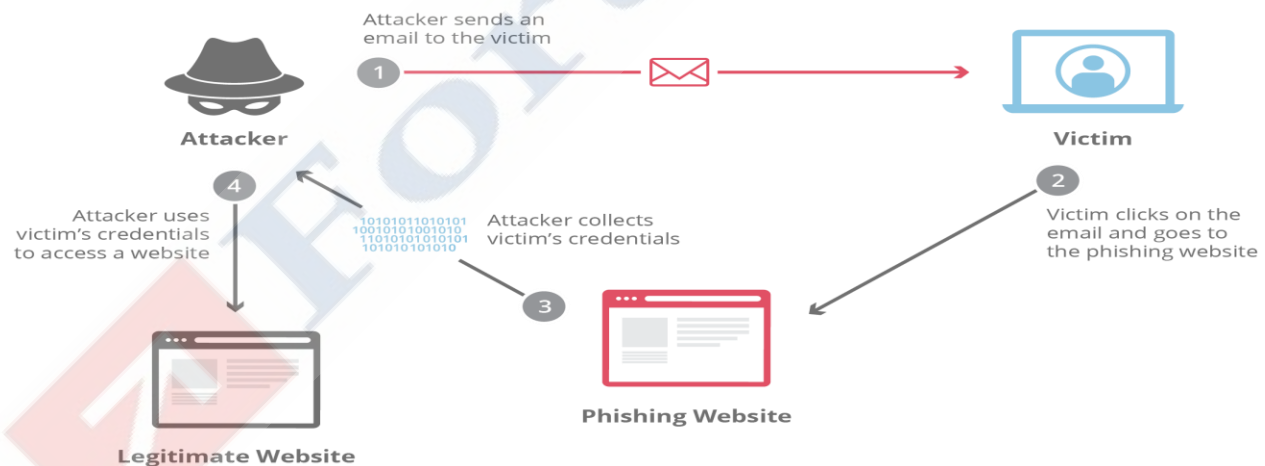 Attacker sends an
email to the victim
1
Attacker
Victim
4
2
Attacker uses
victim's credentials
to access a website
10101011010101
10010101001010
11010101010101
101010101010
Attacker collects
victim's credentials
Victim clicks on the
email and goes to
the phishing website
3
Phishing Website
Legitimate Website